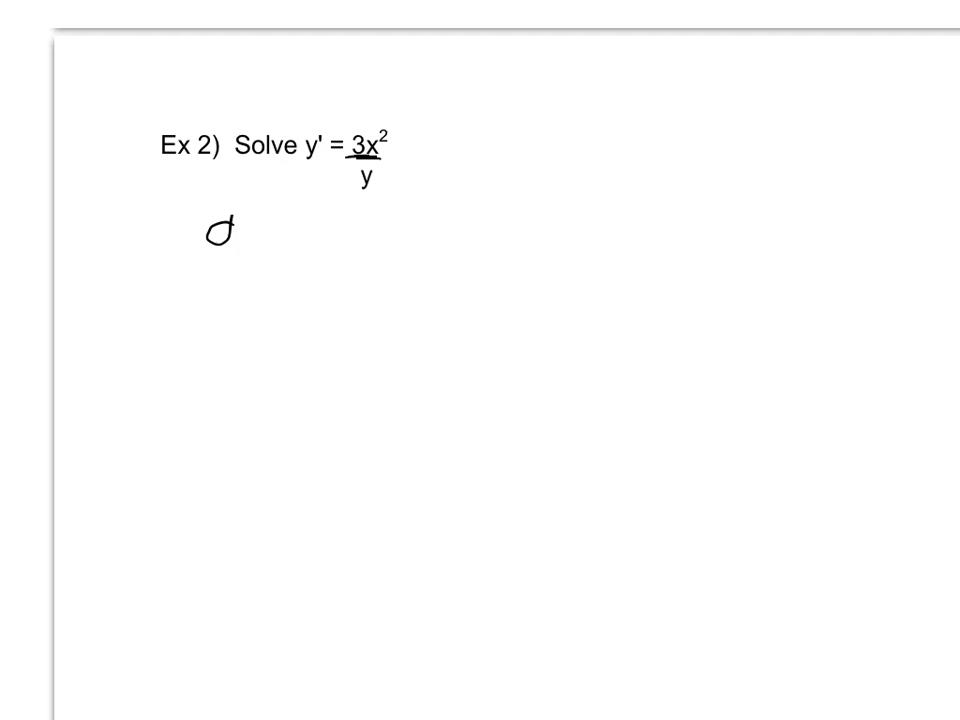 Ex 2) Solve y' = 3x²
y
d